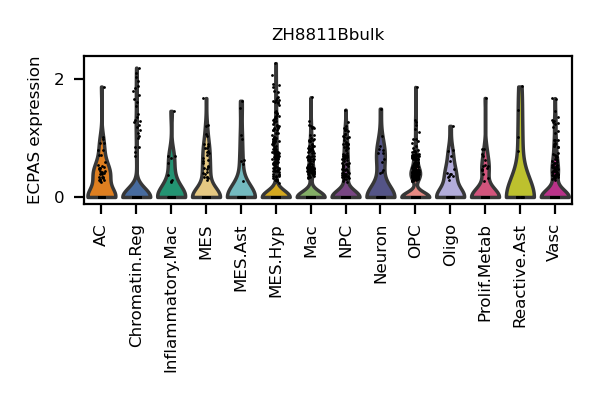 ZH8811Bbulk
ECPAS expression
2
0
AC
Chromatin.Reg
Inflammatory.Mac
MES
MES.Ast
MES.Hyp
Mac
NPC
Neuron
OPC
Oligo
Prolif.Metab
Reactive.Ast
Vasc